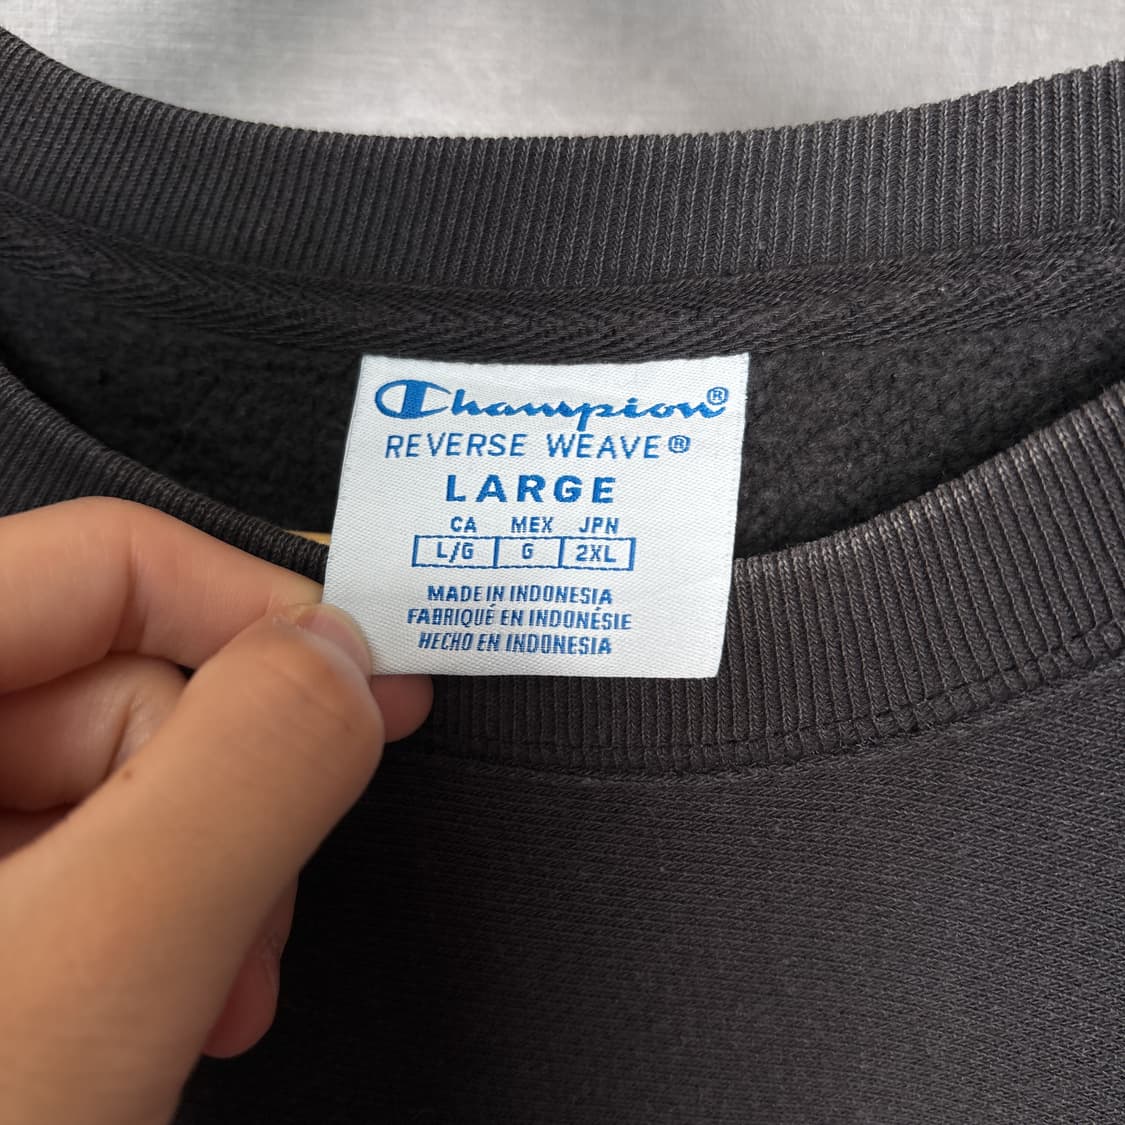 Champion®
REVERSE WEAVE®
LARGE
CA MEX JPN
L/G G 2XL
MADE IN INDONESIA
FABRIQUÉ EN INDONÉSIE
HECHO EN INDONESIA